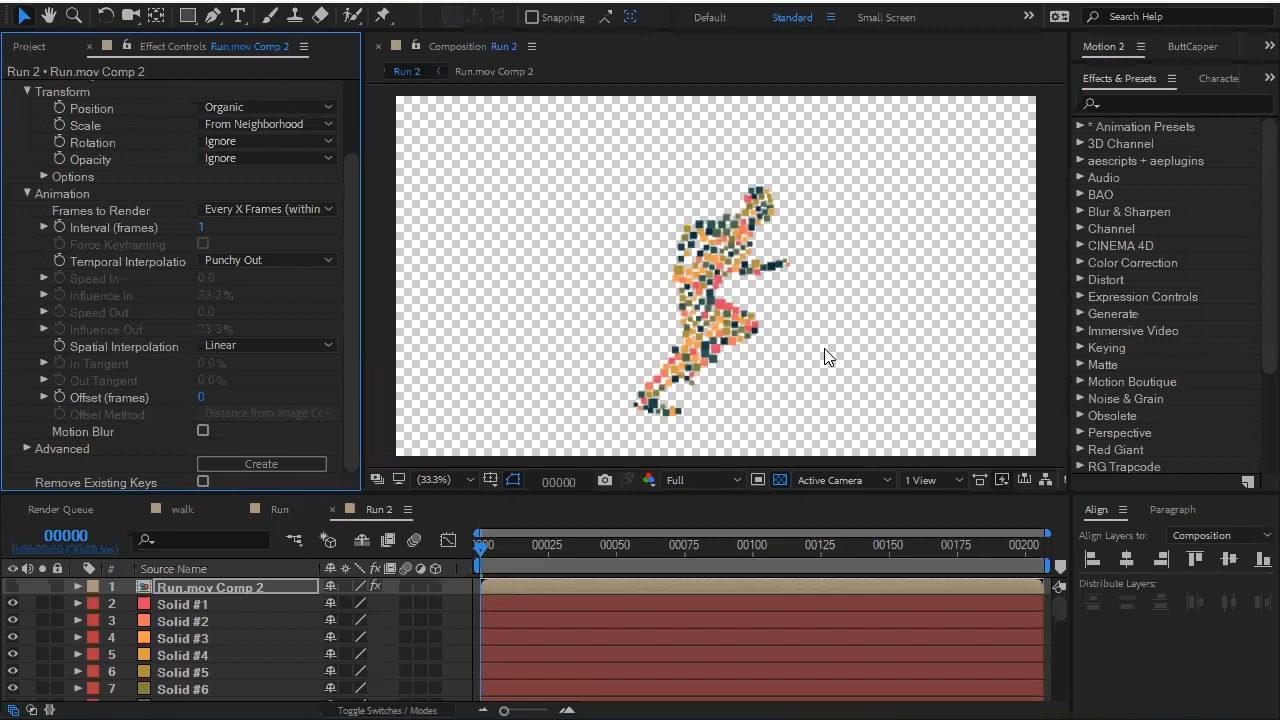 Snapping
Default
Standard
Small Screen
Search Help
Project
Effect Controls Run.mov Comp 2
Composition Run 2
Motion 2
ButtCapper
Run 2 • Run.mov Comp 2
Run 2
Run.mov Comp 2
Effects & Presets
Characte
Transform
Position Organic
Scale From Neighborhood
Rotation Ignore
Opacity Ignore
Options
Animation
Frames to Render Every X Frames (within
Interval (frames) 1
Force Keyframing
Temporal Interpolatio Punchy Out
Speed In 0.0
Influence In 33.3%
Speed Out 0.0
Influence Out 33.3%
Spatial Interpolation Linear
In Tangent 0.0%
Out Tangent 0.0%
Offset (frames) 0
Offset Method Distance from Image Ce
Motion Blur
Advanced
Create
Remove Existing Keys
* Animation Presets
3D Channel
aescripts + aeplugins
Audio
BAO
Blur & Sharpen
Channel
CINEMA 4D
Color Correction
Distort
Expression Controls
Generate
Immersive Video
Keying
Matte
Motion Boutique
Noise & Grain
Obsolete
Perspective
Red Giant
RG Trapcode
(33.3%)
00000
Full
Active Camera
1 View
Render Queue
walk
Run
Run 2
Align
Paragraph
00000
0:00:00:00 (30.00 fps)
00025
00050
00075
00100
00125
00150
00175
00200
Align Layers to: Composition
Distribute Layers:
# Source Name
1 Run.mov Comp 2
2 Solid #1
3 Solid #2
4 Solid #3
5 Solid #4
6 Solid #5
7 Solid #6
Toggle Switches / Modes